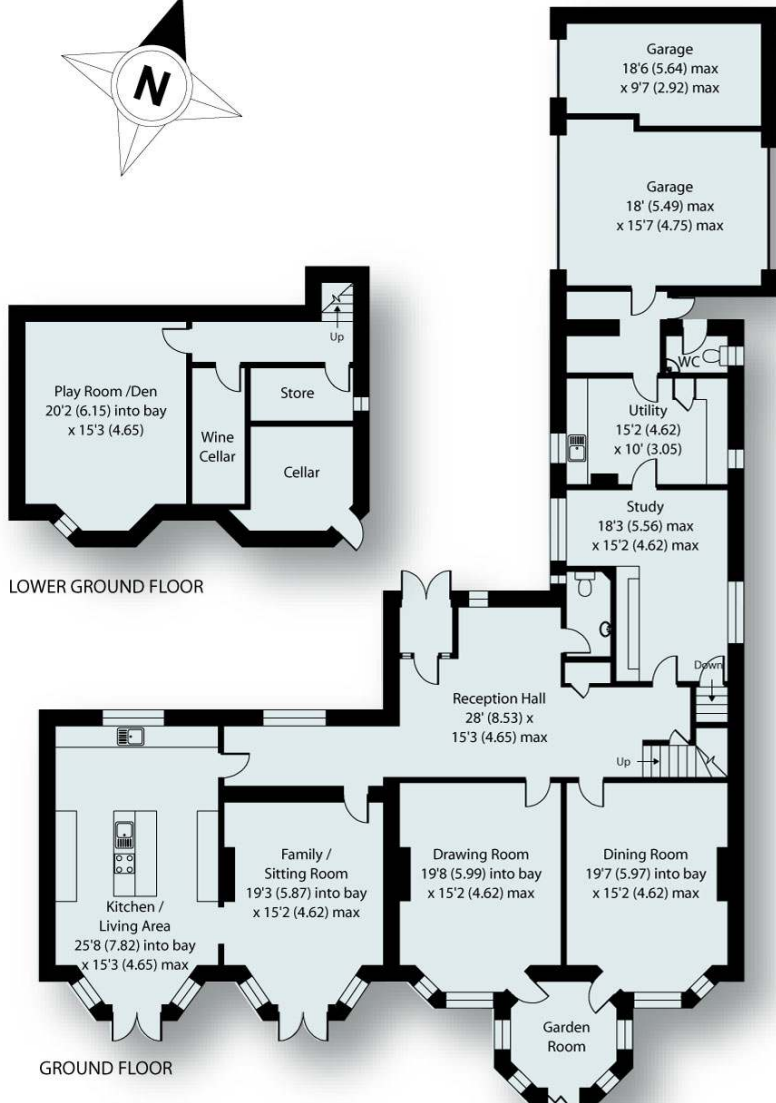 N
Garage
18'6 (5.64) max
x 9'7 (2.92) max
Garage
18' (5.49) max
x 15'7 (4.75) max
Up
Play Room /Den
20'2 (6.15) into bay
x 15'3 (4.65)
Store
Wine
Cellar
Cellar
LOWER GROUND FLOOR
WC
Utility
15'2 (4.62)
x 10' (3.05)
Study
18'3 (5.56) max
x 15'2 (4.62) max
Down
Reception Hall
28' (8.53) x
15'3 (4.65) max
Up
Family /
Sitting Room
19'3 (5.87) into bay
x 15'2 (4.62) max
Drawing Room
19'8 (5.99) into bay
x 15'2 (4.62) max
Dining Room
19'7 (5.97) into bay
x 15'2 (4.62) max
Kitchen /
Living Area
25'8 (7.82) into bay
x 15'3 (4.65) max
Garden
Room
GROUND FLOOR